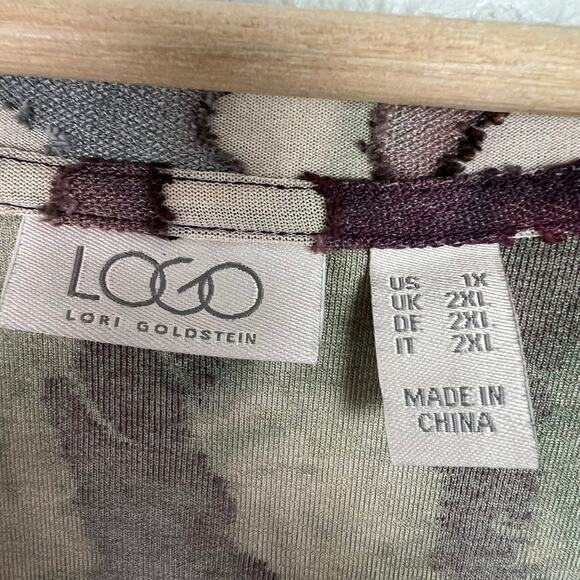 LOGO
LORI GOLDSTEIN
US 1X
UK 2XL
DE 2XL
IT 2XL
MADE IN
CHINA